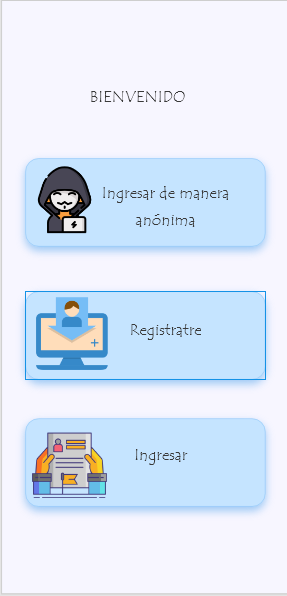 BIENVENIDO
Ingresar de manera
anónima
Registratre
Ingresar